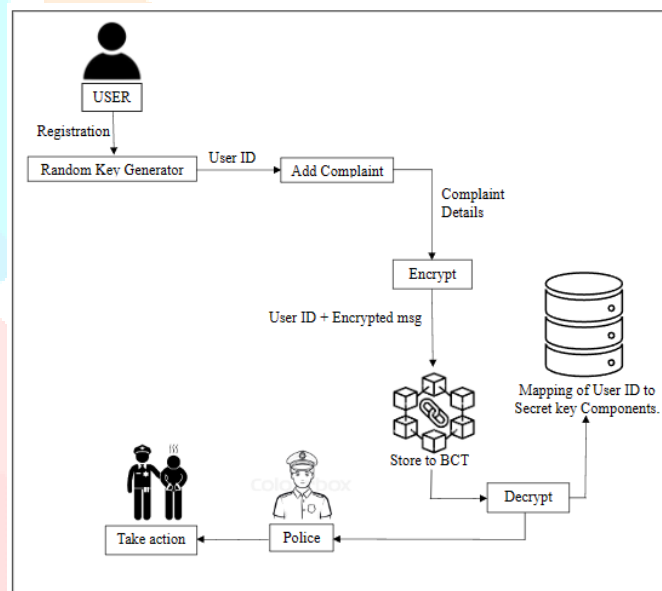 USER
Registration
Random Key Generator
User ID
Add Complaint
Complaint
Details
Encrypt
User ID + Encrypted msg
Mapping of User ID to
Secret key Components.
Store to BCT
Decrypt
Police
Take action